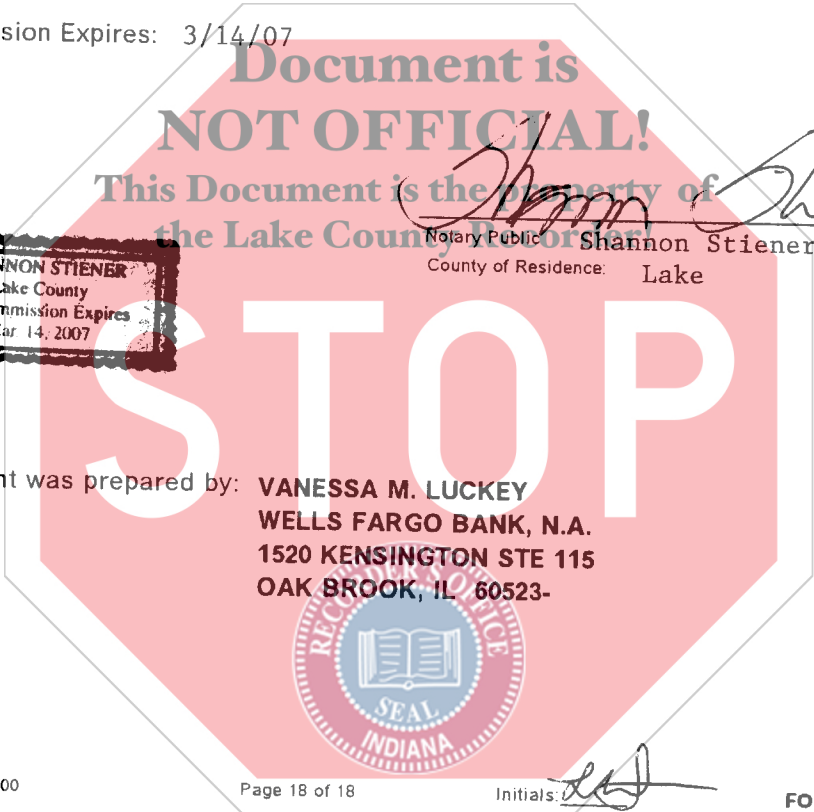 sion Expires: 3/14/07
Document is
NOT OFFICIAL!
This Document is the property of
the Lake County Recorder!
Notary Public Shannon Stiener
County of Residence: Lake
NNON STIENER
ake County
mmission Expires
ar. 14, 2007
STOP
nt was prepared by: VANESSA M. LUCKEY
WELLS FARGO BANK, N.A.
1520 KENSINGTON STE 115
OAK BROOK, IL 60523-
RECORDER'S OFFICE
SEAL
INDIANA
00
Page 18 of 18
Initials:
FO